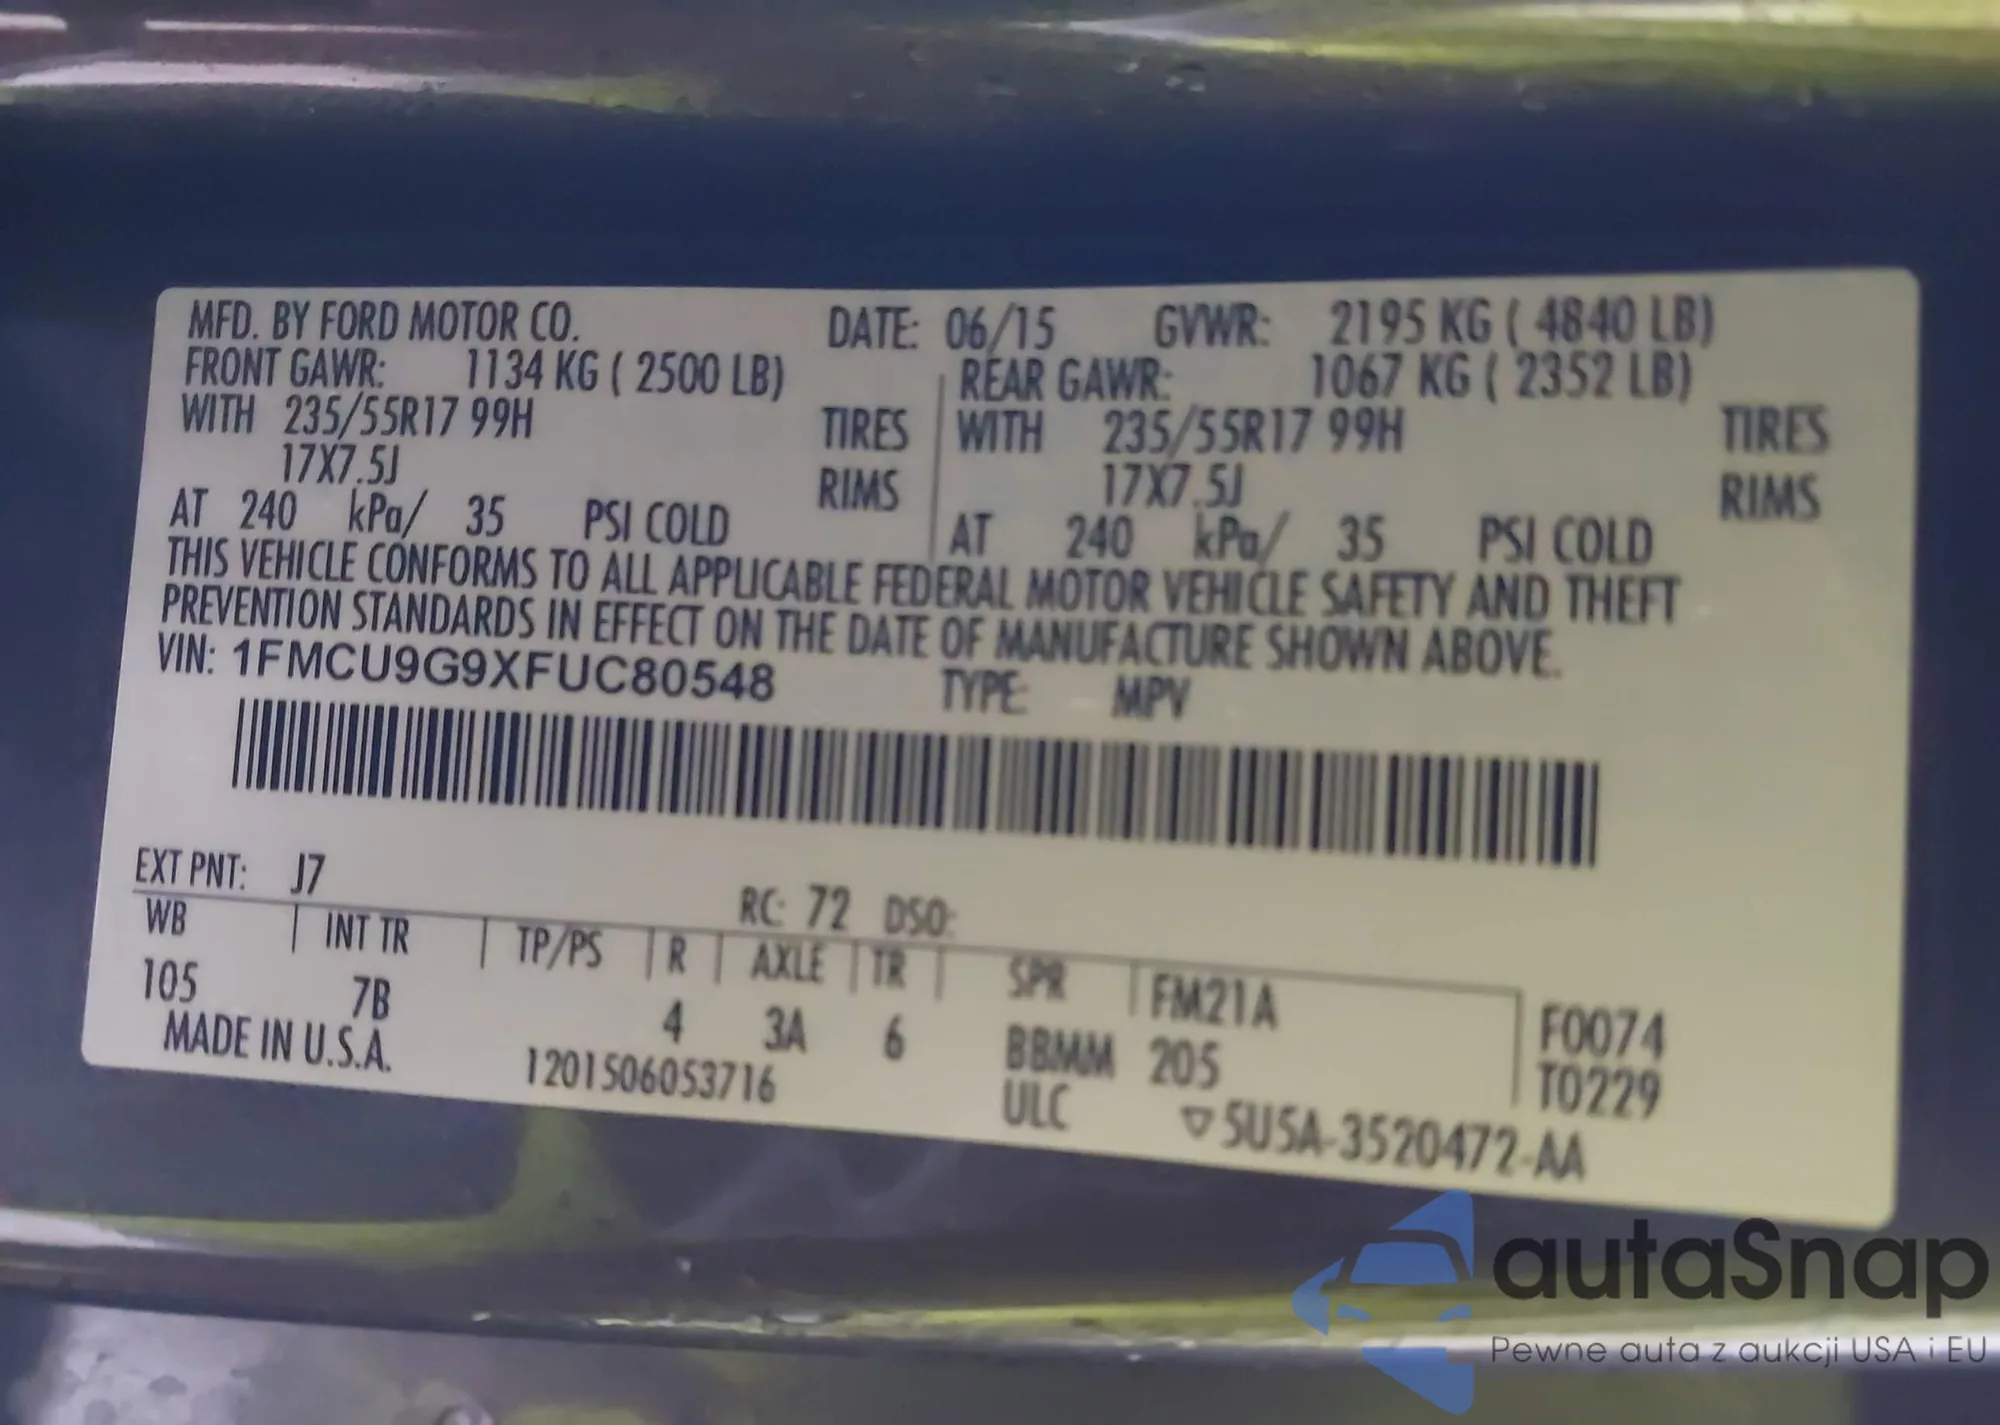 MFD. BY FORD MOTOR CO. DATE: 06/15 GVWR: 2195 KG ( 4840 LB)
FRONT GAWR: 1134 KG ( 2500 LB) REAR GAWR: 1067 KG ( 2352 LB)
WITH 235/55R17 99H TIRES WITH 235/55R17 99H TIRES
17X7.5J RIMS 17X7.5J RIMS
AT 240 kPa/ 35 PSI COLD AT 240 kPa/ 35 PSI COLD
THIS VEHICLE CONFORMS TO ALL APPLICABLE FEDERAL MOTOR VEHICLE SAFETY AND THEFT
PREVENTION STANDARDS IN EFFECT ON THE DATE OF MANUFACTURE SHOWN ABOVE.
VIN: 1FMCU9G9XFUC80548 TYPE: MPV
EXT PNT: J7 RC: 72 DSO:
WB INT TR TP/PS R AXLE TR SPR FM21A F0074
105 7B 4 3A 6 BBMM 205 T0229
MADE IN U.S.A. 1201506053716 ULC ▽5U5A-3520472-AA
autaSnap
Pewne auta z aukcji USA i EU